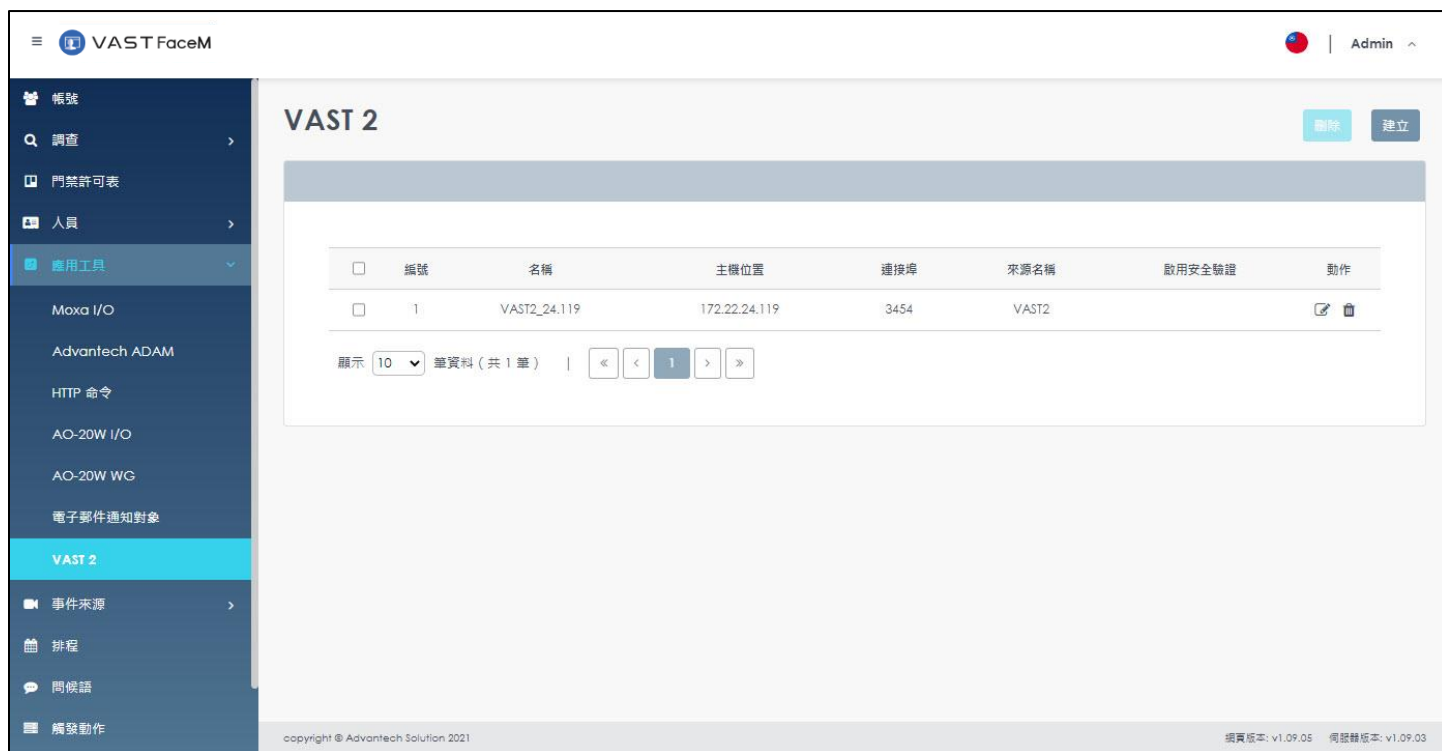 VAST FaceM
Admin
帳號
調查
門禁許可表
人員
應用工具
Moxa I/O
Advantech ADAM
HTTP 命令
AO-20W I/O
AO-20W WG
電子郵件通知對象
VAST 2
事件來源
排程
問候語
觸發動作
VAST 2
刪除 建立
編號 名稱 主機位置 連接埠 來源名稱 啟用安全驗證 動作
1 VAST2_24.119 172.22.24.119 3454 VAST2
顯示 10 筆資料 ( 共 1 筆 ) | « < 1 > »
copyright © Advantech Solution 2021
網頁版本: v1.09.05 伺服器版本: v1.09.03